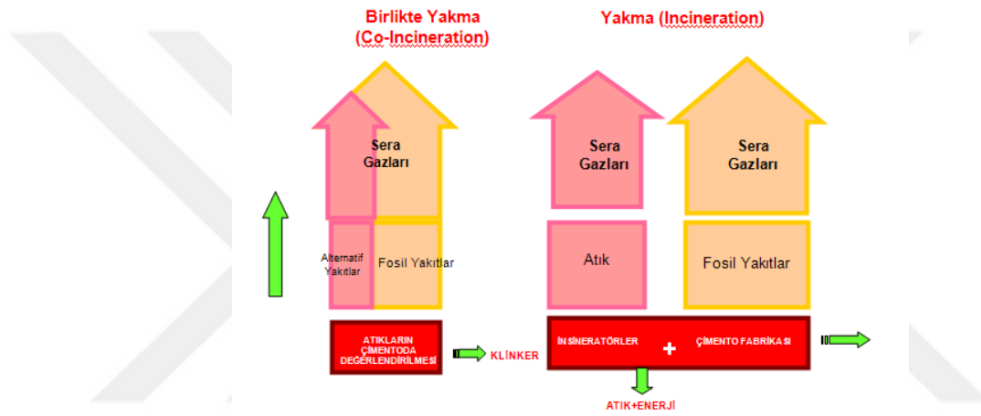 Birlikte Yakma
(Co-Incineration)
Yakma (Incineration)
Sera
Gazları
Sera
Gazları
Sera
Gazları
Alternatif
Yakıtlar
Fosil Yakıtlar
Atık
Fosil Yakıtlar
ATIKLARIN
ÇİMENTODA
DEĞERLENDİRİLMESİ
KLİNKER
İNSİNERATÖRLER
+
ÇİMENTO FABRİKASI
ATIK+ENERJİ